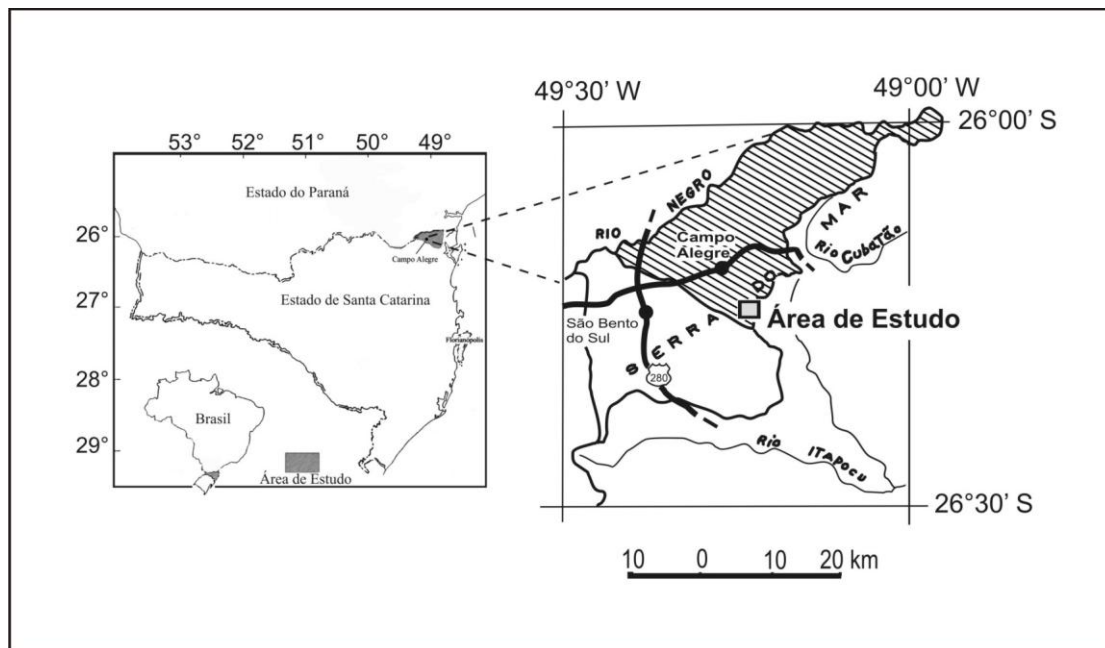 53° 52° 51° 50° 49°
Estado do Paraná
26°
Campo Alegre
Estado de Santa Catarina
27°
Florianópolis
28°
Brasil
29°
Área de Estudo
49°30' W
49°00' W
26°00' S
RIO NEGRO
Campo
Alegre
SERRA DO MAR
Rio CubaTão
Área de Estudo
São Bento
do Sul
280
Rio ITAPOCU
26°30' S
10 0 10 20 km